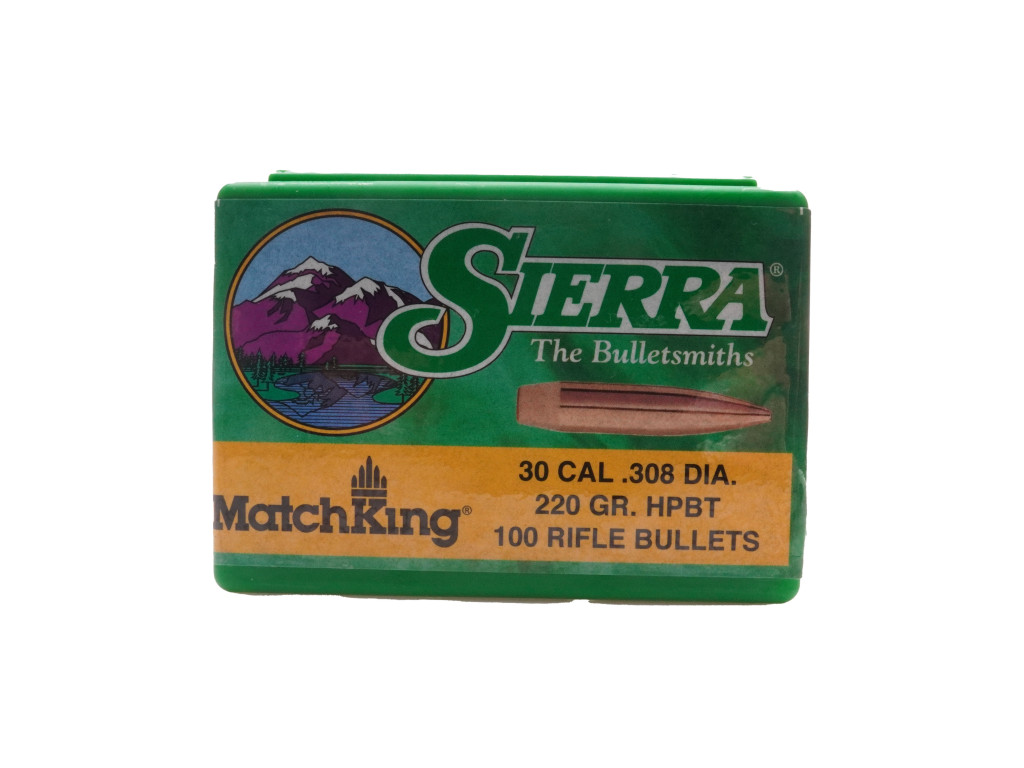 SIERRA®
The Bulletsmiths
MatchKing®
30 CAL .308 DIA.
220 GR. HPBT
100 RIFLE BULLETS